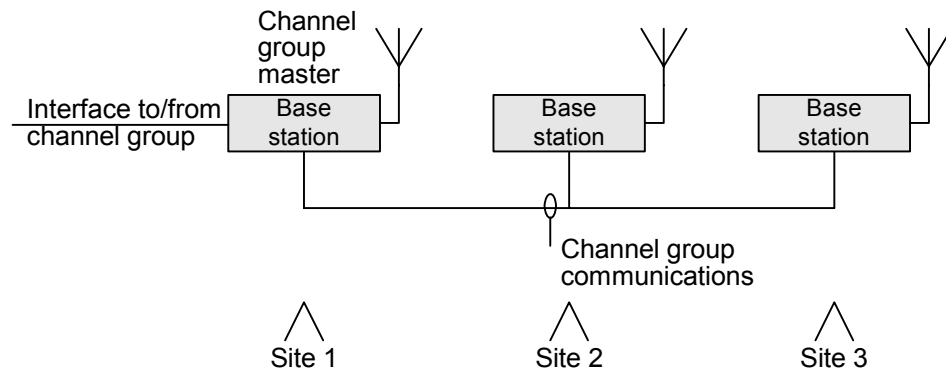 Channel
group
master
Interface to/from
channel group
Base
station
Base
station
Base
station
Channel group
communications
Site 1
Site 2
Site 3